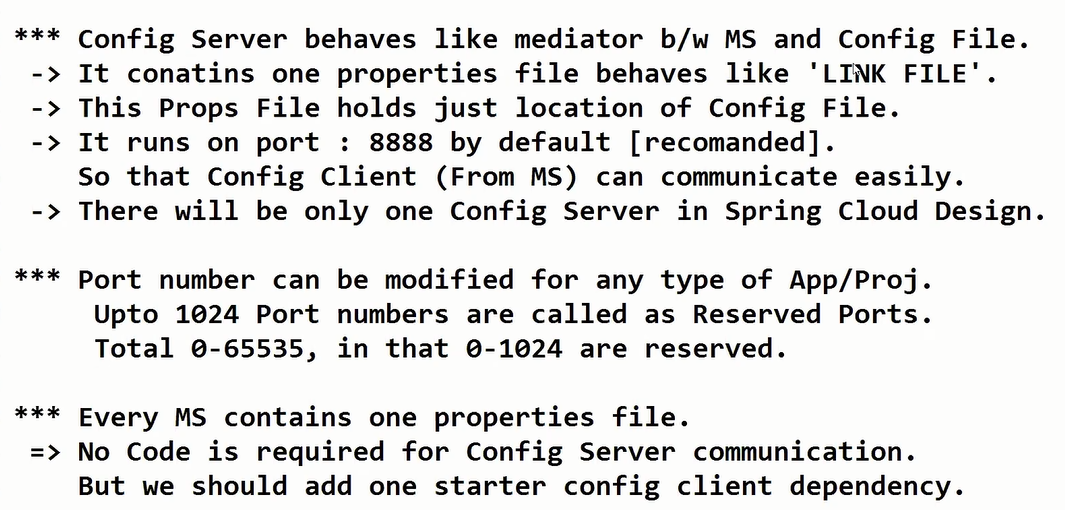 *** Config Server behaves like mediator b/w MS and Config File.
-> It conatins one properties file behaves like 'LINK FILE'.
-> This Props File holds just location of Config File.
-> It runs on port : 8888 by default [recomanded].
So that Config Client (From MS) can communicate easily.
-> There will be only one Config Server in Spring Cloud Design.
*** Port number can be modified for any type of App/Proj.
Upto 1024 Port numbers are called as Reserved Ports.
Total 0-65535, in that 0-1024 are reserved.
*** Every MS contains one properties file.
=> No Code is required for Config Server communication.
But we should add one starter config client dependency.